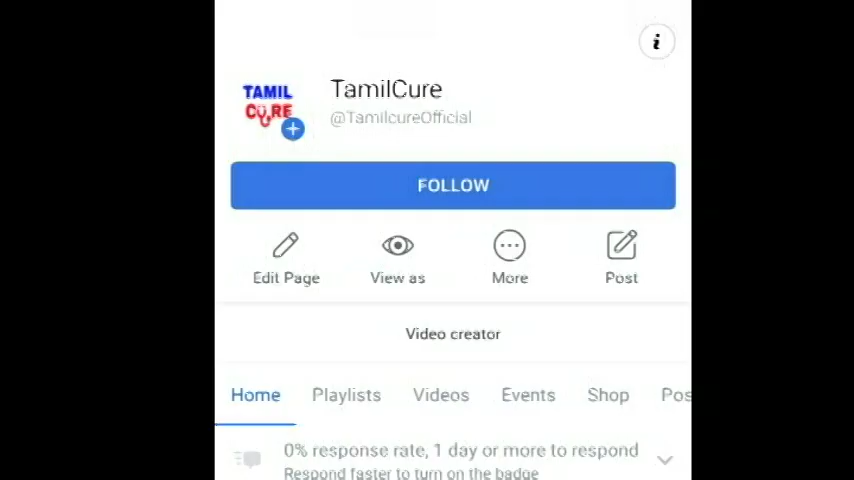 TAMIL
CURE
TamilCure
@TamilcureOfficial
FOLLOW
Edit Page
View as
More
Post
Video creator
Home
Playlists
Videos
Events
Shop
Pos
0% response rate, 1 day or more to respond
Respond faster to turn on the badge